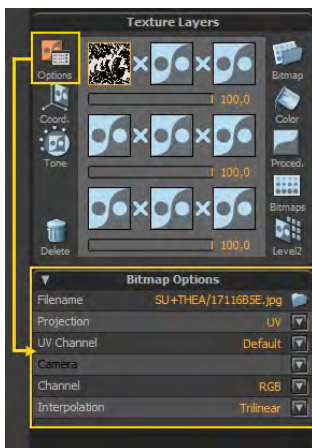 Texture Layers
Options
Bitmap
100,0
Coord.
Color
Tone
Proced.
100,0
Bitmaps
Delete
100,0
Level2
Bitmap Options
Filename SU+THEA/17116B5E.jpg
Projection UV
UV Channel Default
Camera
Channel RGB
Interpolation Trilinear